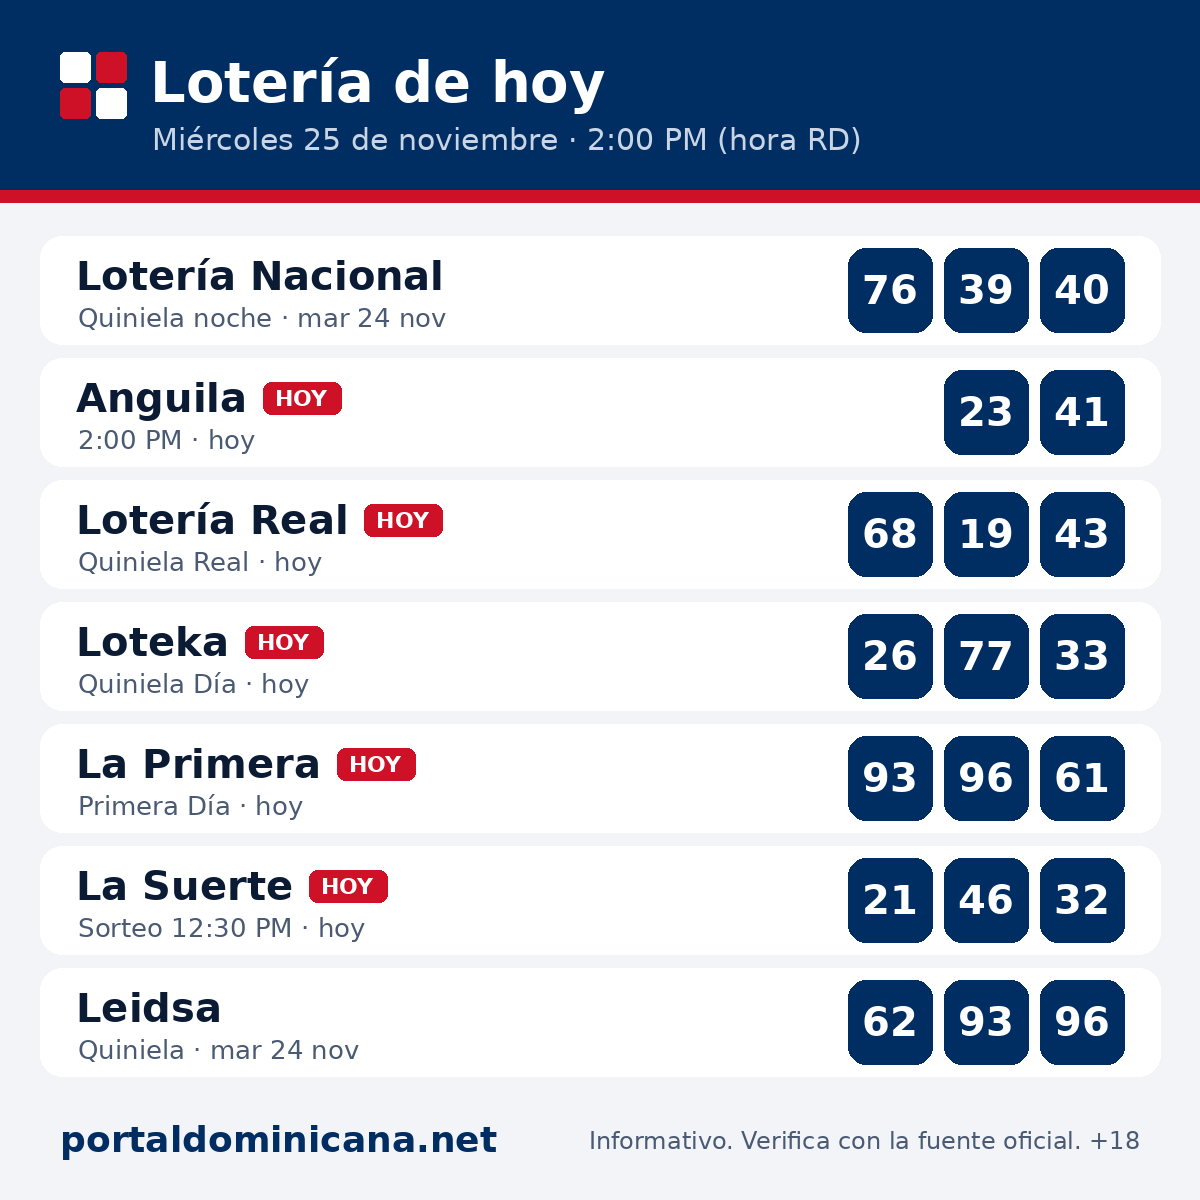 Lotería de hoy
Miércoles 25 de noviembre · 2:00 PM (hora RD)
Lotería Nacional
Quiniela noche · mar 24 nov
76 39 40
Anguila HOY
2:00 PM · hoy
23 41
Lotería Real HOY
Quiniela Real · hoy
68 19 43
Loteka HOY
Quiniela Día · hoy
26 77 33
La Primera HOY
Primera Día · hoy
93 96 61
La Suerte HOY
Sorteo 12:30 PM · hoy
21 46 32
Leidsa
Quiniela · mar 24 nov
62 93 96
portaldominicana.net
Informativo. Verifica con la fuente oficial. +18